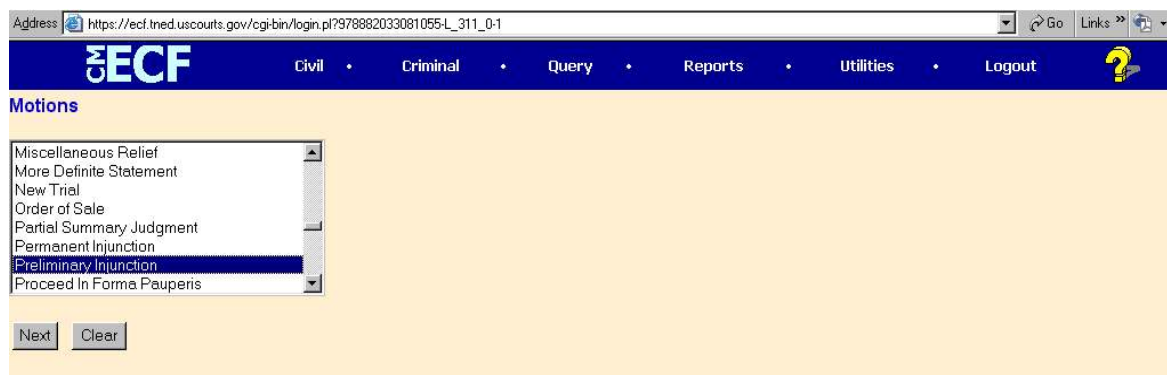 Address https://ecf.tned.uscourts.gov/cgi-bin/login.pl?978882033081055-L_311_0-1 Go Links »
CM ECF Civil • Criminal • Query • Reports • Utilities • Logout ?
Motions
Miscellaneous Relief
More Definite Statement
New Trial
Order of Sale
Partial Summary Judgment
Permanent Injunction
Preliminary Injunction
Proceed In Forma Pauperis
Next Clear